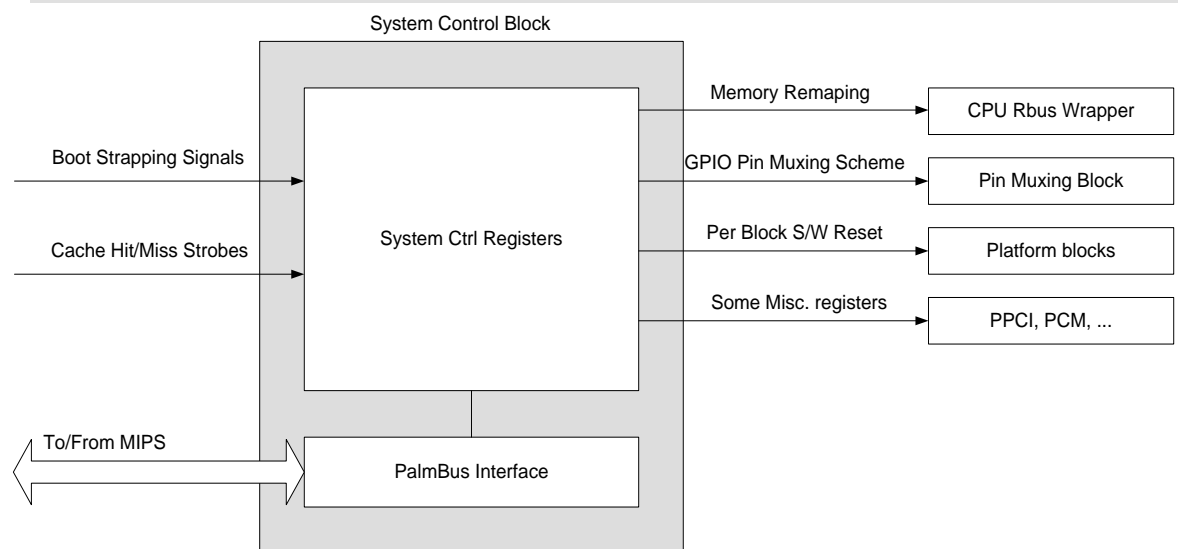 System Control Block
Memory Remaping
CPU Rbus Wrapper
Boot Strapping Signals
GPIO Pin Muxing Scheme
Pin Muxing Block
System Ctrl Registers
Per Block S/W Reset
Platform blocks
Cache Hit/Miss Strobes
Some Misc. registers
PPCI, PCM, ...
To/From MIPS
PalmBus Interface